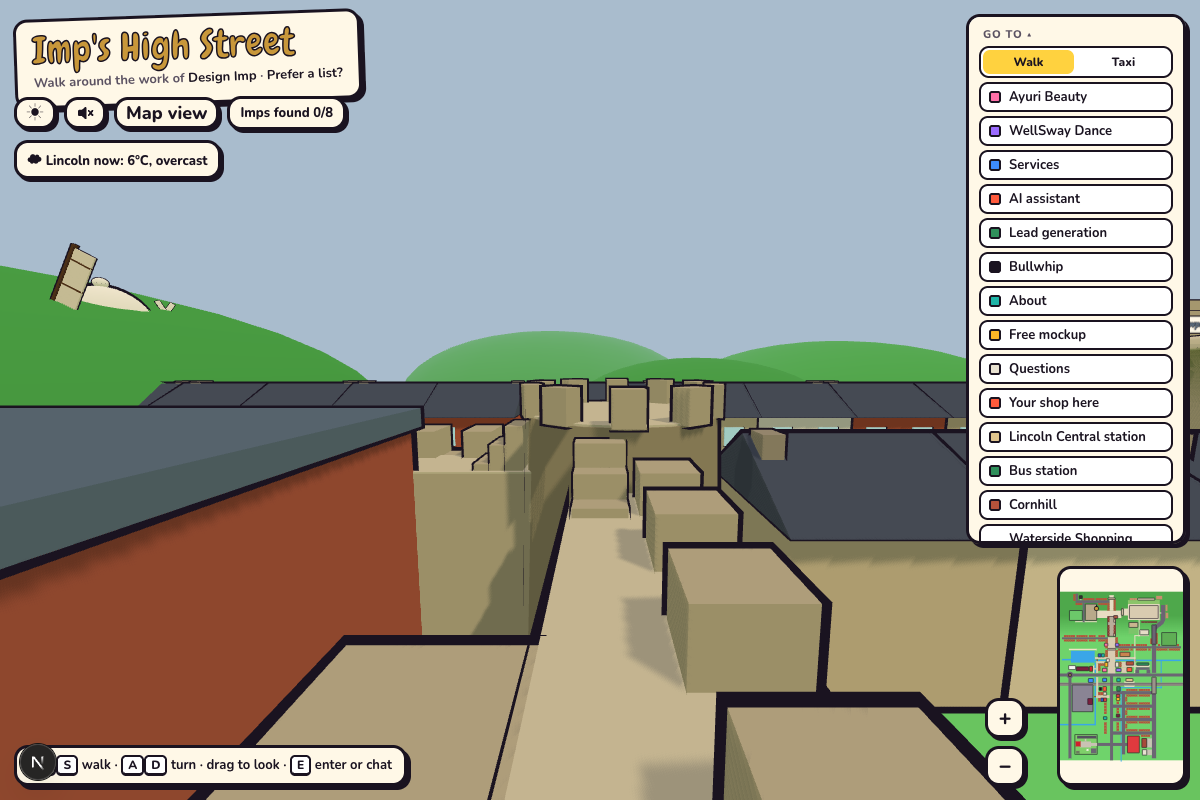 Imp's High Street
Walk around the work of Design Imp · Prefer a list?
Map view
Imps found 0/8
Lincoln now: 6°C, overcast
GO TO
Walk
Taxi
Ayuri Beauty
WellSway Dance
Services
AI assistant
Lead generation
Bullwhip
About
Free mockup
Questions
Your shop here
Lincoln Central station
Bus station
Cornhill
Waterside Shopping
+
−
N S walk · A D turn · drag to look · E enter or chat